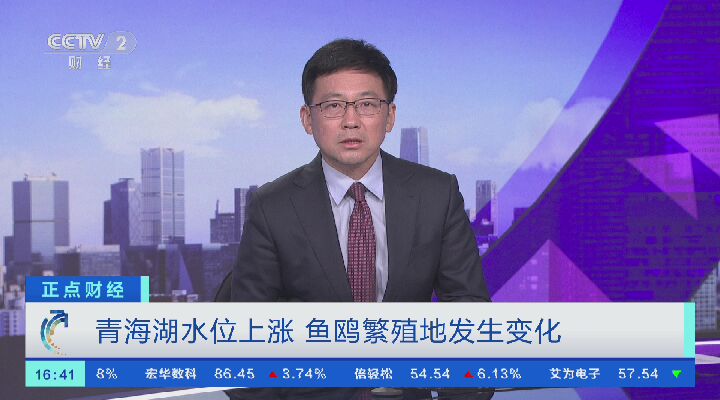 CCTV 2
财经
正点财经
青海湖水位上涨 鱼鸥繁殖地发生变化
16:41 8% 宏华数科 86.45 ▲ 3.74% 倍轻松 54.54 ▲ 6.13% 艾为电子 57.54 ▼